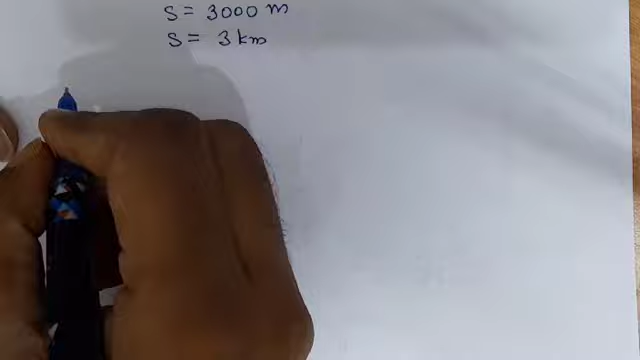 S = 3000 m
S = 3 km